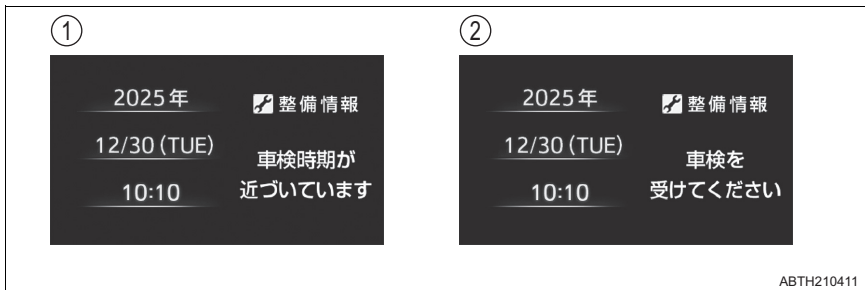 ①
2025年
12/30 (TUE)
10:10
整備情報
車検時期が
近づいています
②
2025年
12/30 (TUE)
10:10
整備情報
車検を
受けてください
ABTH210411